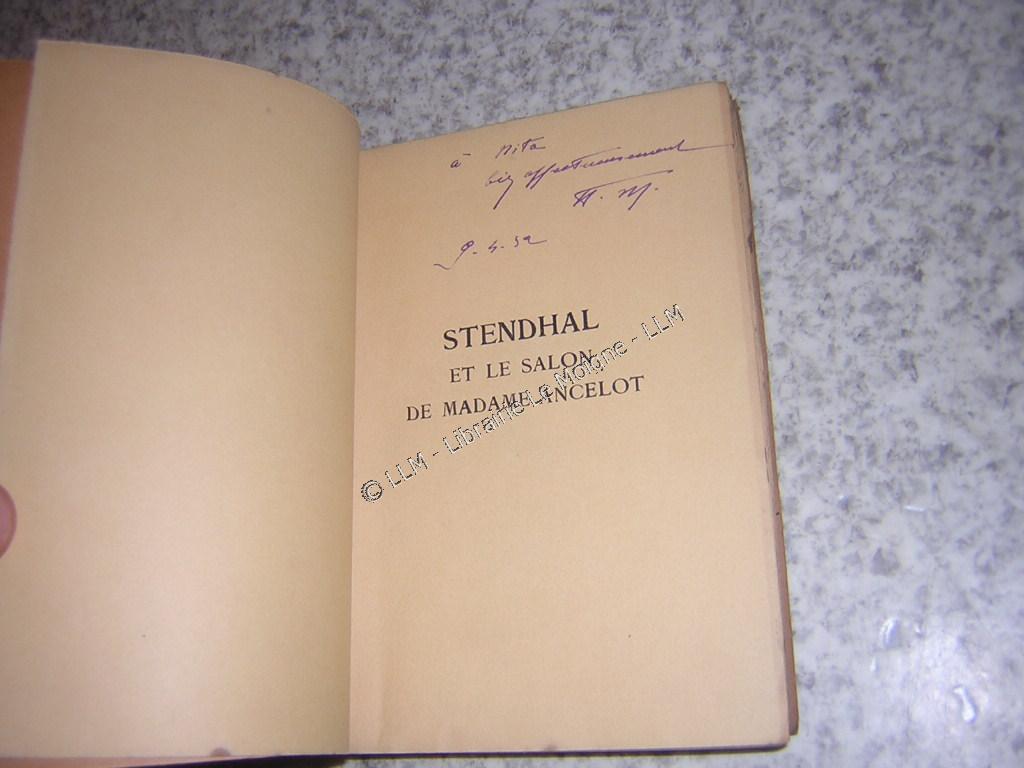 à Rita
bien affectueusement
H. M.
9.4.32
STENDHAL
ET LE SALON
DE MADAME ANCELOT
© LLM - Librairie Le Moigne - LLM